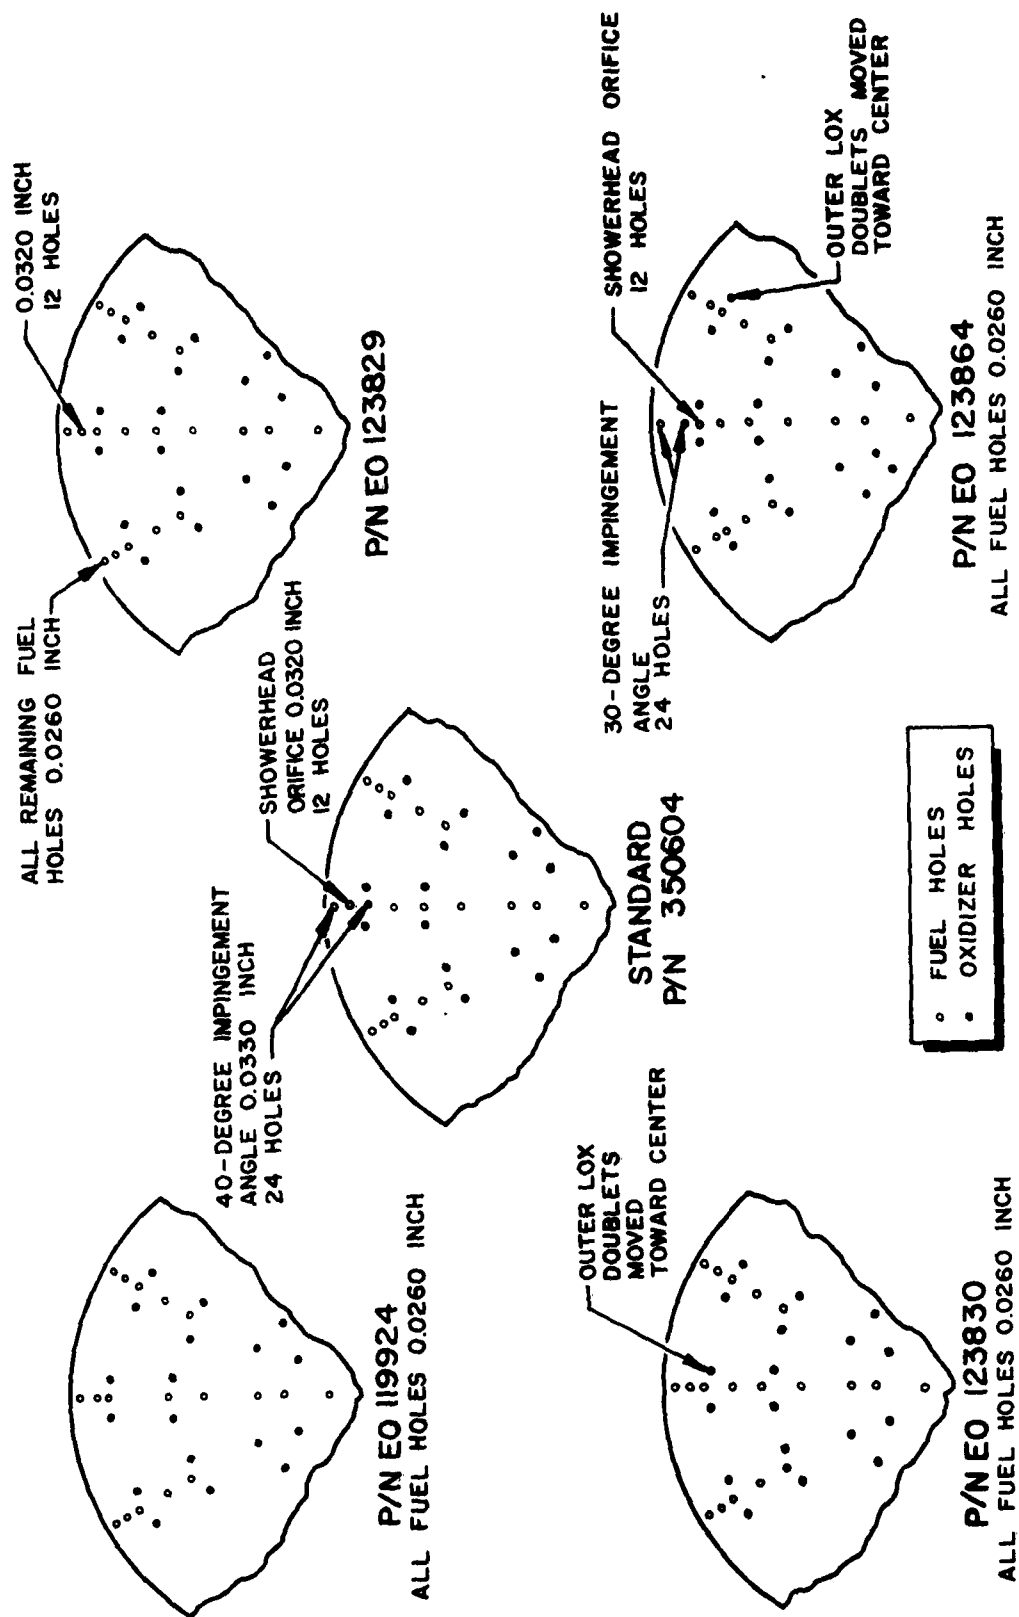 P/N EO 119924
ALL FUEL HOLES 0.0260 INCH
40-DEGREE IMPINGEMENT
ANGLE 0.0330 INCH
24 HOLES
SHOWERHEAD
ORIFICE 0.0320 INCH
12 HOLES
STANDARD
P/N 350604
ALL REMAINING FUEL
HOLES 0.0260 INCH
0.0320 INCH
12 HOLES
P/N EO 123829
OUTER LOX
DOUBLETS
MOVED
TOWARD CENTER
P/N EO 123830
ALL FUEL HOLES 0.0260 INCH
FUEL HOLES
OXIDIZER HOLES
30-DEGREE IMPINGEMENT
ANGLE
24 HOLES
SHOWERHEAD ORIFICE
12 HOLES
OUTER LOX
DOUBLETS MOVED
TOWARD CENTER
P/N EO 123864
ALL FUEL HOLES 0.0260 INCH